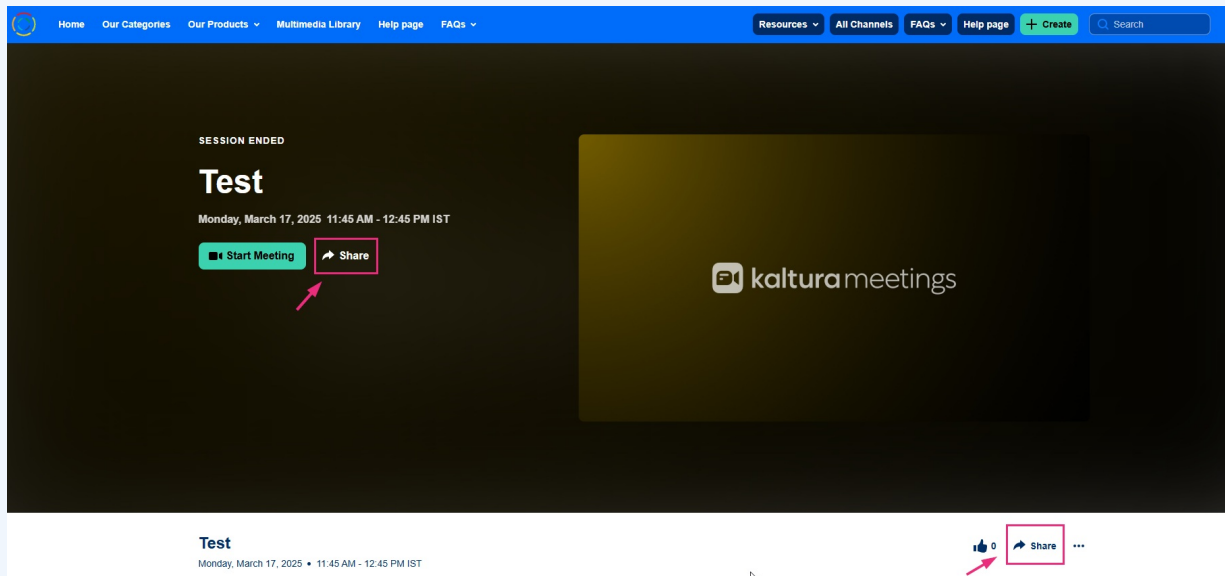 Home Our Categories Our Products Multimedia Library Help page FAQs Resources All Channels FAQs Help page + Create Search
SESSION ENDED
Test
Monday, March 17, 2025 11:45 AM - 12:45 PM IST
Start Meeting Share
kaltura meetings
Test
0 Share ...
Monday, March 17, 2025 • 11:45 AM - 12:45 PM IST